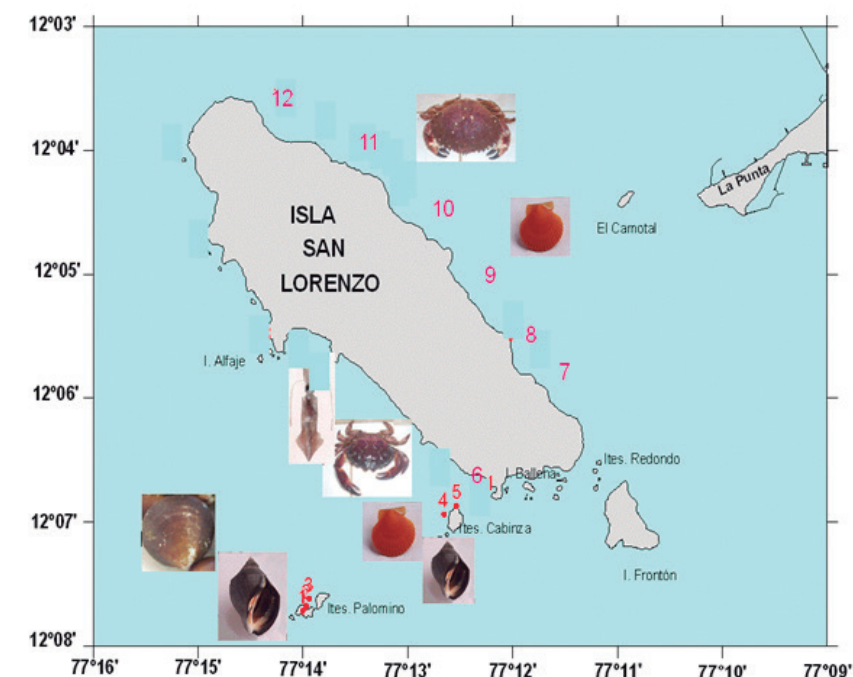 12°03'
12
11
12°04'
La Punta
10
El Camotal
ISLA
SAN
LORENZO
9
12°05'
8
I. Alfaje
7
12°06'
Ites. Redondo
6
I. Ballena
5
4
12°07'
Ites. Cabinza
I. Frontón
3
1
Ites. Palomino
12°08'
77°16'
77°15'
77°14'
77°13'
77°12'
77°11'
77°10'
77°09'